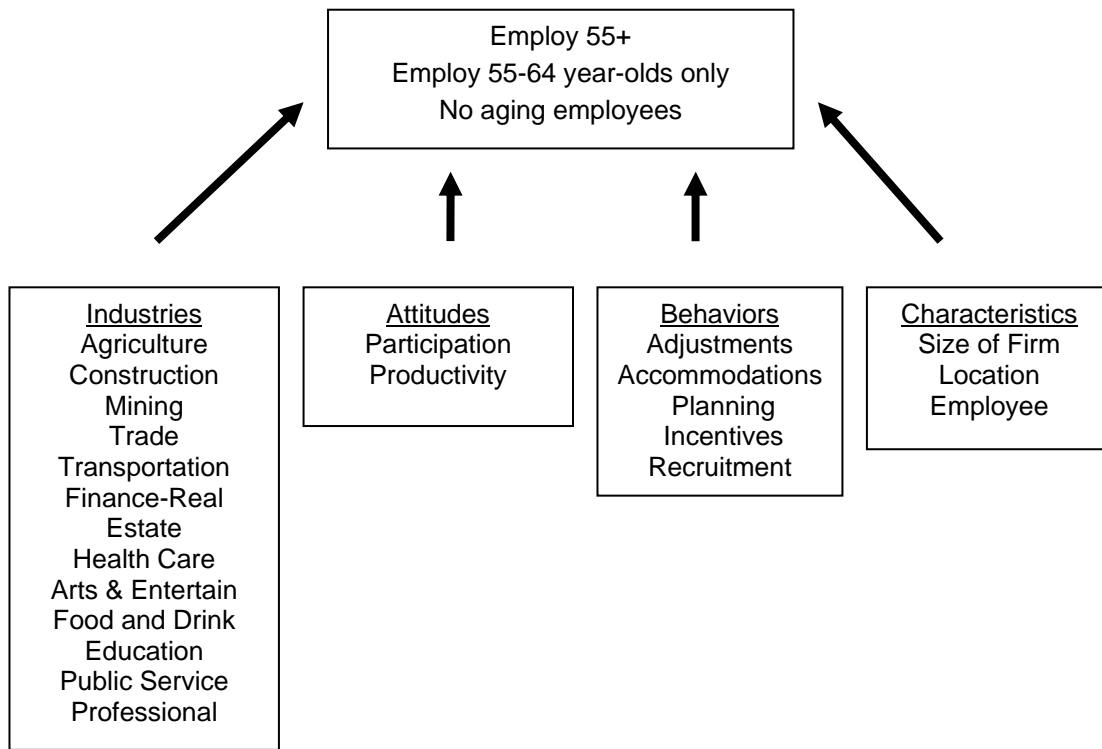 Employ 55+
Employ 55-64 year-olds only
No aging employees
Industries
Agriculture
Construction
Mining
Trade
Transportation
Finance-Real
Estate
Health Care
Arts & Entertain
Food and Drink
Education
Public Service
Professional
Attitudes
Participation
Productivity
Behaviors
Adjustments
Accommodations
Planning
Incentives
Recruitment
Characteristics
Size of Firm
Location
Employee